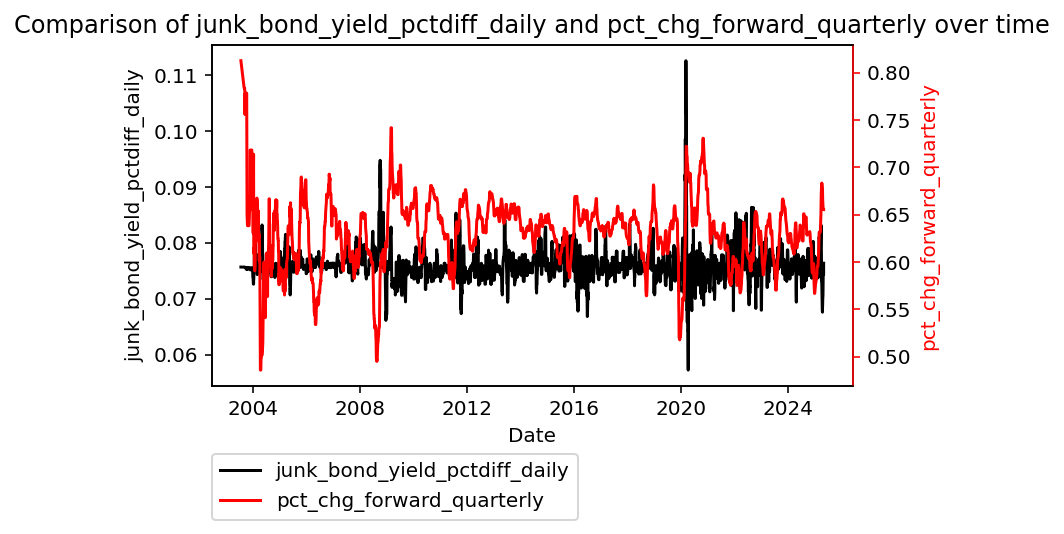 Comparison of junk_bond_yield_pctdiff_daily and pct_chg_forward_quarterly over time
junk_bond_yield_pctdiff_daily
0.11
0.10
0.09
0.08
0.07
0.06
0.80
0.75
0.70
0.65
0.60
0.55
0.50
pct_chg_forward_quarterly
2004 2008 2012 2016 2020 2024
Date
junk_bond_yield_pctdiff_daily
pct_chg_forward_quarterly